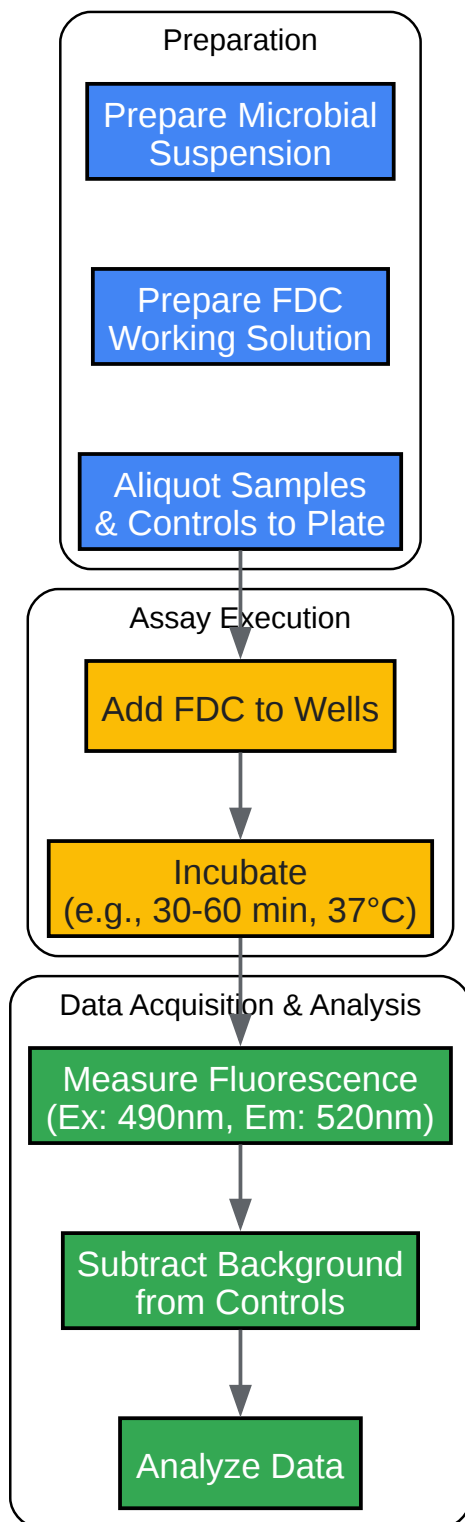 Preparation
Prepare Microbial
Suspension
Prepare FDC
Working Solution
Aliquot Samples
& Controls to Plate
Assay Execution
Add FDC to Wells
Incubate
(e.g., 30-60 min, 37°C)
Data Acquisition & Analysis
Measure Fluorescence
(Ex: 490nm, Em: 520nm)
Subtract Background
from Controls
Analyze Data